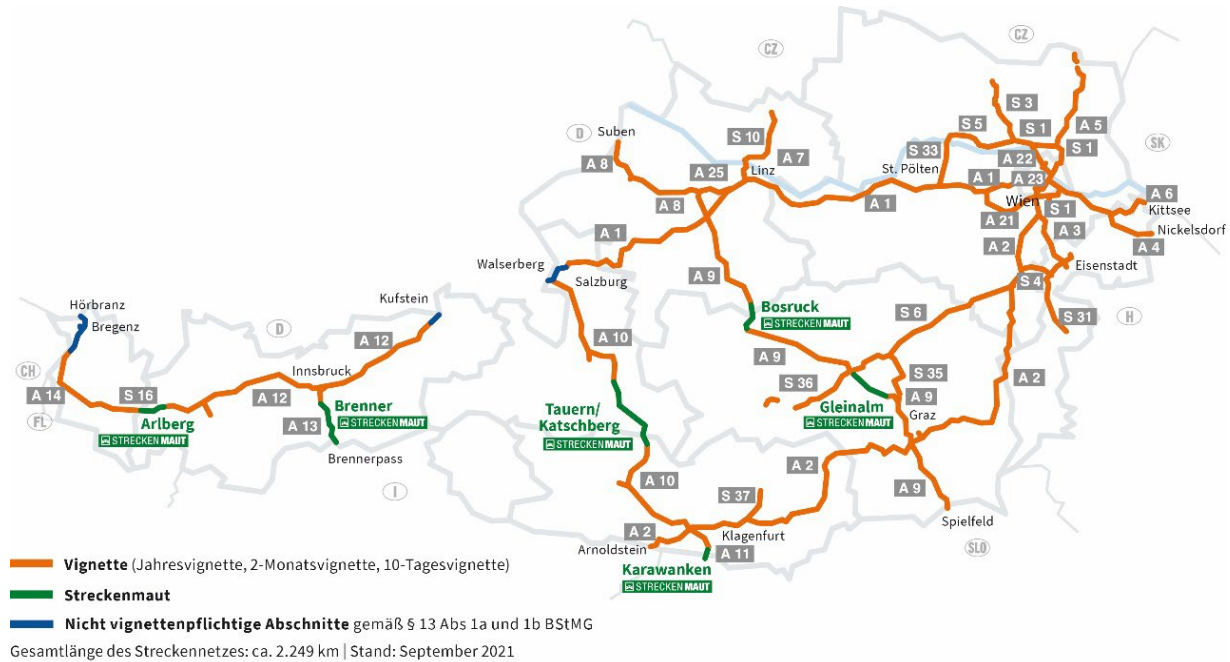 CZ
CZ
S 3
D
Suben
S 10
S 5
S 1
A 5
A 7
S 33
S 1
SK
A 8
A 25
Linz
St. Pölten
A 22
A 1
A 23
A 6
A 8
A 1
Wien
S 1
Kittsee
A 21
A 3
Nickelsdorf
A 1
A 2
A 4
Walserberg
Salzburg
A 9
Eisenstadt
S 4
Hörbranz
Kufstein
Bosruck
STRECKENMAUT
S 6
H
S 31
Bregenz
D
A 12
A 10
A 9
CH
Innsbruck
S 36
S 35
A 2
A 14
S 16
A 12
Brenner
STRECKENMAUT
Tauern/
Katschberg
STRECKENMAUT
Gleinalm
STRECKENMAUT
A 9
Graz
FL
Arlberg
STRECKENMAUT
A 13
Brennerpass
A 2
I
A 10
S 37
A 9
Spielfeld
A 2
Klagenfurt
Arnoldstein
A 11
SLO
Karawanken
STRECKENMAUT
Vignette (Jahresvignette, 2-Monatsvignette, 10-Tagesvignette)
Streckenmaut
Nicht vignettenpflichtige Abschnitte gemäß § 13 Abs 1a und 1b BStMG
Gesamtlänge des Streckennetzes: ca. 2.249 km | Stand: September 2021